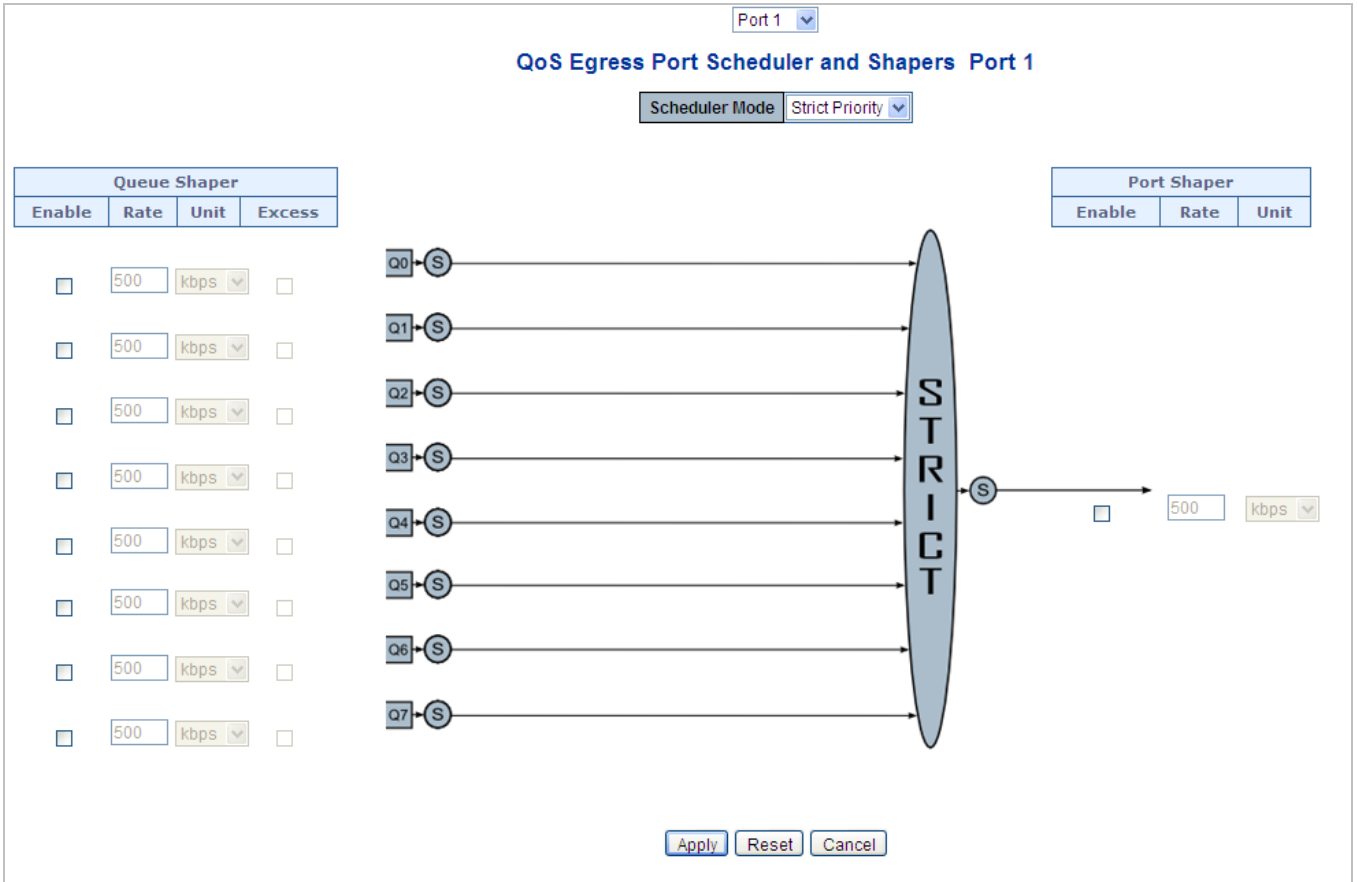 Port 1
QoS Egress Port Scheduler and Shapers Port 1
Scheduler Mode Strict Priority
Queue Shaper
Enable Rate Unit Excess
Port Shaper
Enable Rate Unit
500 kbps
Q0 S
500 kbps
Q1 S
500 kbps
Q2 S
500 kbps
Q3 S
500 kbps
Q4 S
500 kbps
Q5 S
500 kbps
Q6 S
500 kbps
Q7 S
STRICT
S
500 kbps
Apply Reset Cancel